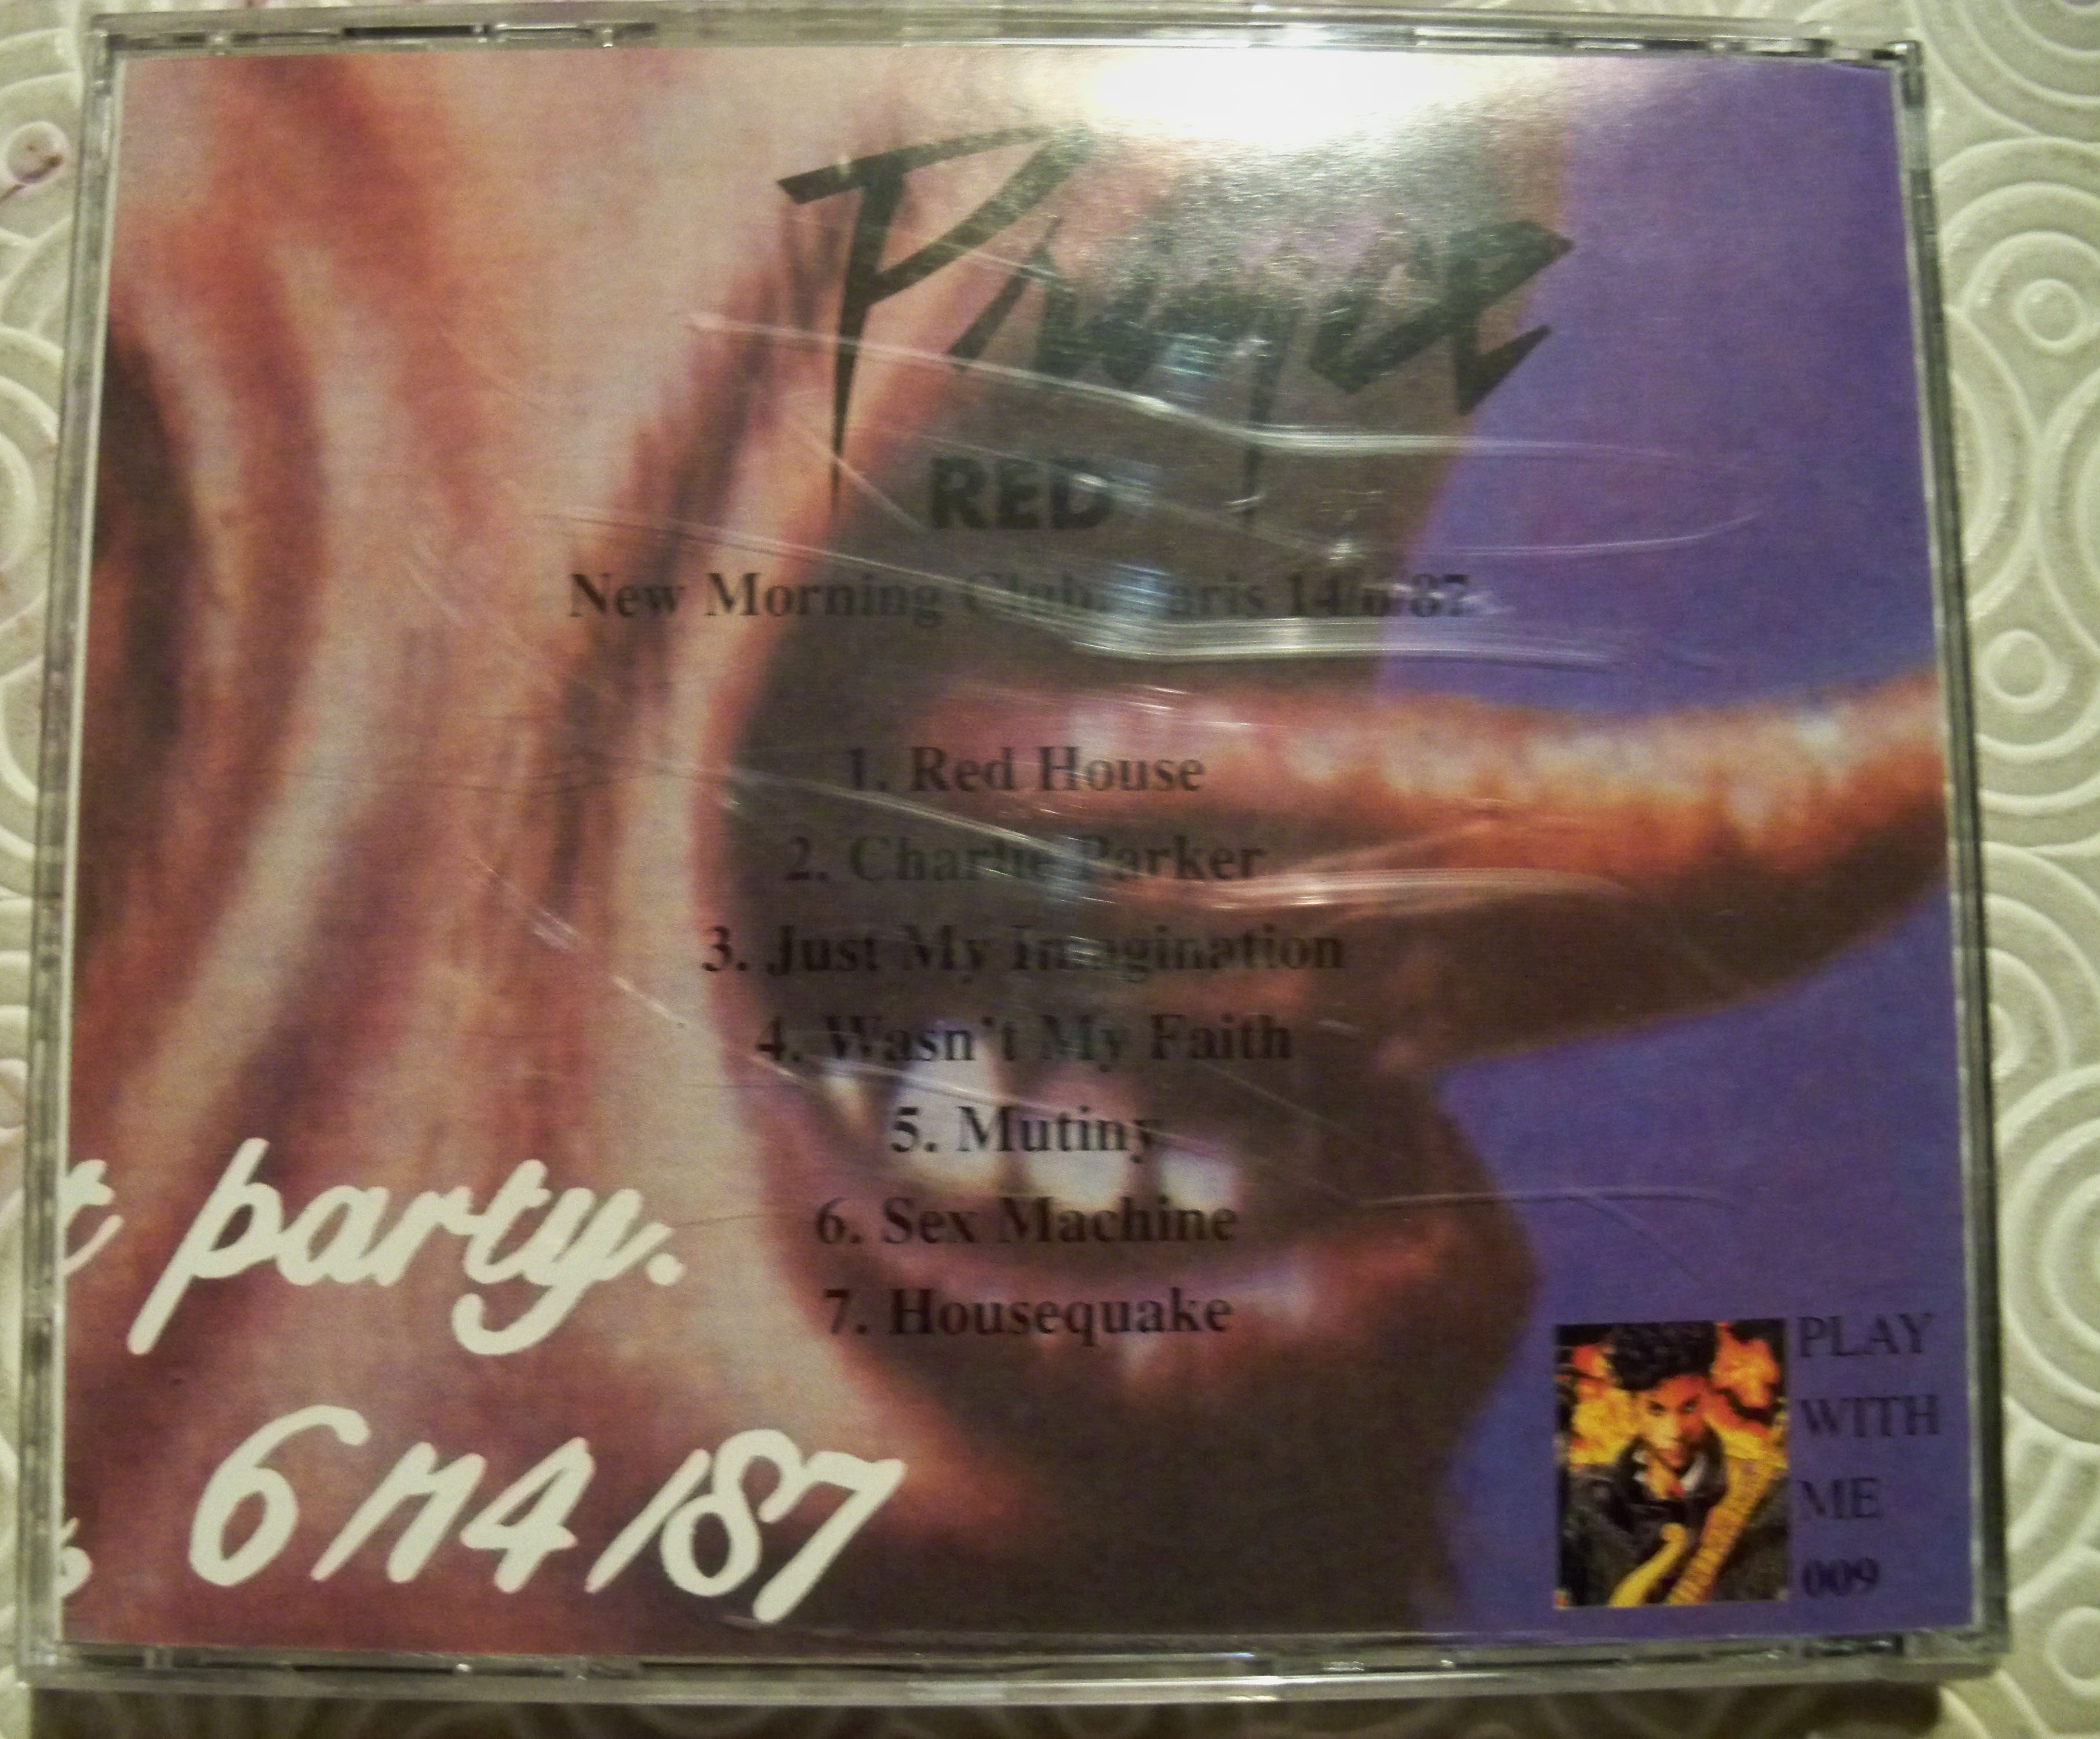 Prince
RED
New Morning Club, Paris 14/6/87
1. Red House
2. Charlie Parker
3. Just My Imagination
4. Wasn't My Faith
5. Mutiny
6. Sex Machine
7. Housequake
t party.
6/14/87
PLAY
WITH
ME
009